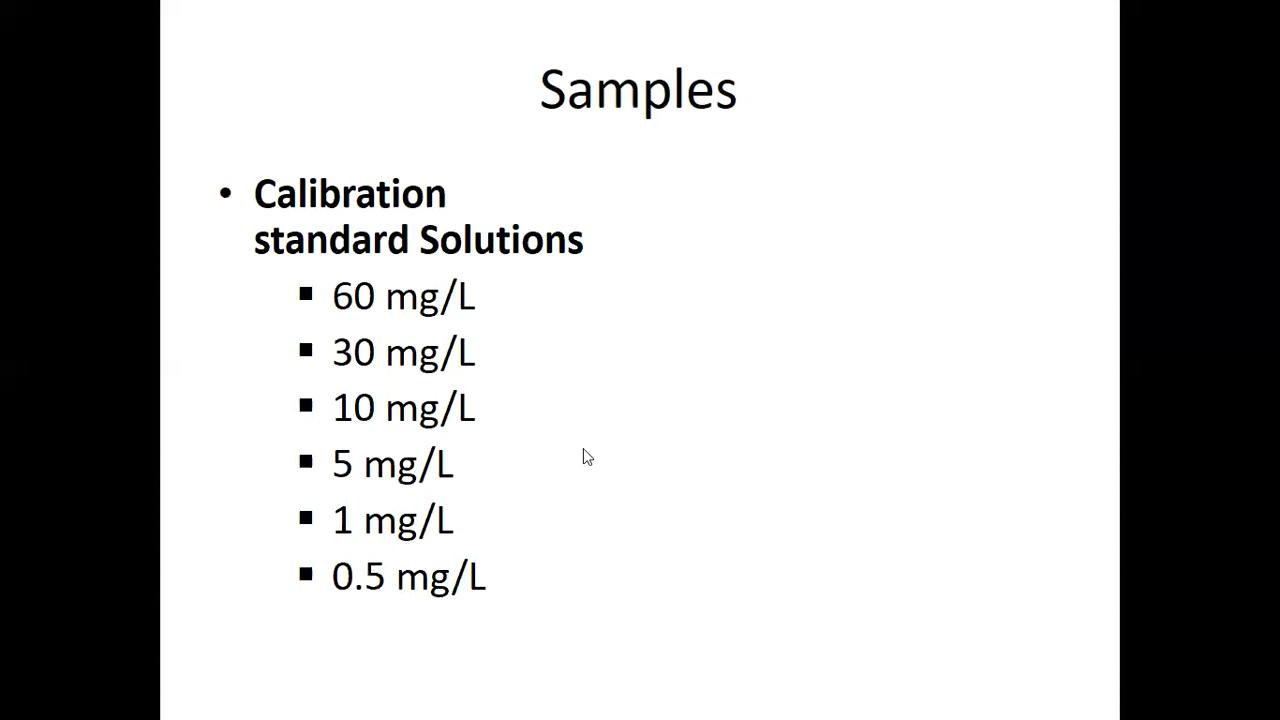 Samples
• Calibration
standard Solutions
▪ 60 mg/L
▪ 30 mg/L
▪ 10 mg/L
▪ 5 mg/L
▪ 1 mg/L
▪ 0.5 mg/L